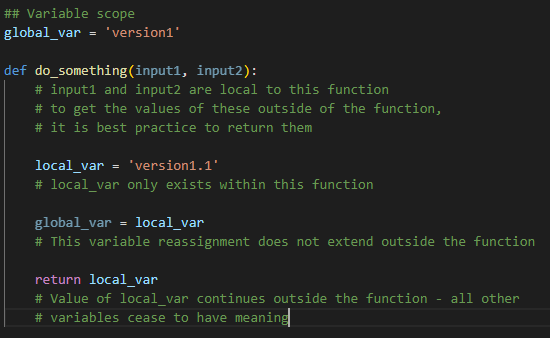 ## Variable scope
global_var = 'version1'
def do_something(input1, input2):
# input1 and input2 are local to this function
# to get the values of these outside of the function,
# it is best practice to return them
local_var = 'version1.1'
# local_var only exists within this function
global_var = local_var
# This variable reassignment does not extend outside the function
return local_var
# Value of local_var continues outside the function - all other
# variables cease to have meaning